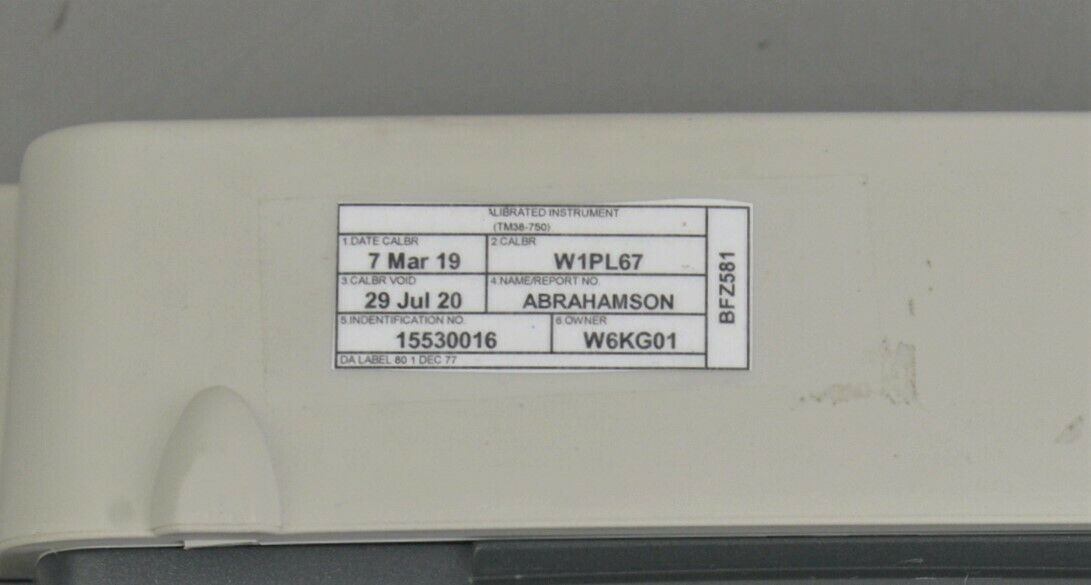 ALIBRATED INSTRUMENT
(TM38-750)
1.DATE CALBR
7 Mar 19
2.CALBR
W1PL67
3.CALBR VOID
29 Jul 20
4.NAME/REPORT NO.
ABRAHAMSON
5.INDENTIFICATION NO.
15530016
6.OWNER
W6KG01
DA LABEL 80 1 DEC 77
BFZ581